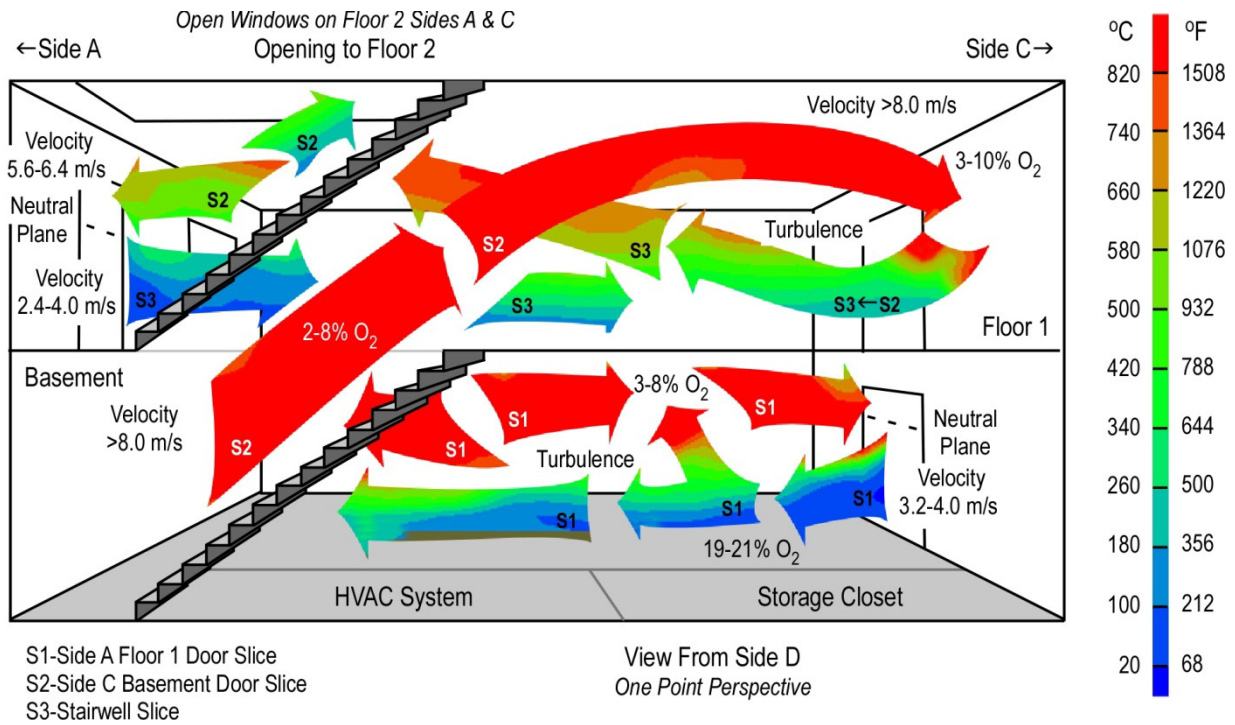 Open Windows on Floor 2 Sides A & C
←Side A
Opening to Floor 2
Side C→
Velocity
5.6-6.4 m/s
S2
S2
Velocity >8.0 m/s
3-10% O2
Neutral
Plane
S2
S3
Turbulence
Velocity
2.4-4.0 m/s
S3
S3
S3←S2
2-8% O2
Floor 1
Basement
Velocity
>8.0 m/s
S2
3-8% O2
S1
S1
S1
Turbulence
Neutral
Plane
Velocity
3.2-4.0 m/s
S1
S1
S1
19-21% O2
HVAC System
Storage Closet
S1-Side A Floor 1 Door Slice
S2-Side C Basement Door Slice
S3-Stairwell Slice
View From Side D
One Point Perspective
ºC ºF
820 1508
740 1364
660 1220
580 1076
500 932
420 788
340 644
260 500
180 356
100 212
20 68